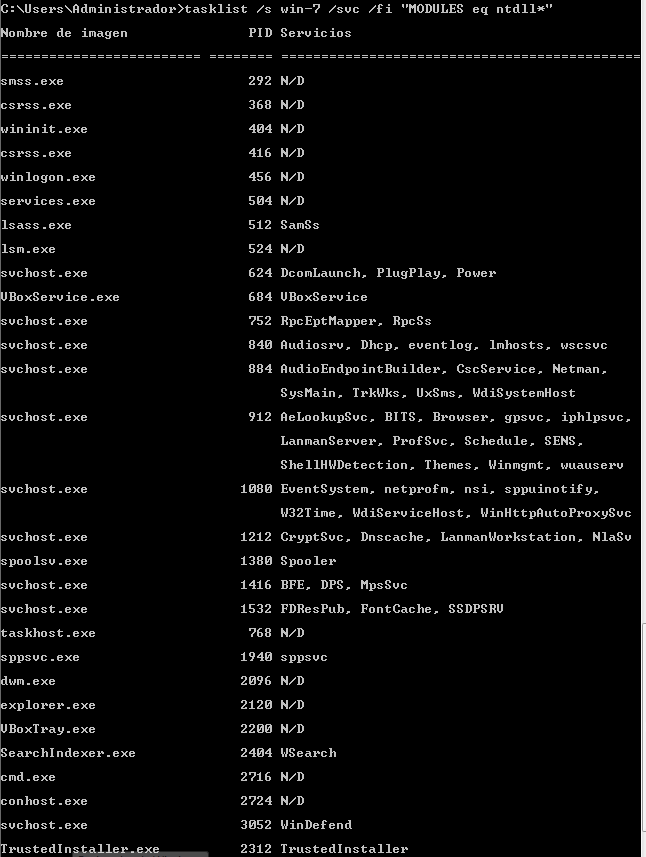 C:\Users\Administrador>tasklist /s win-7 /svc /fi "MODULES eq ntdll*"
Nombre de imagen PID Servicios
========================= ======== ============================================
smss.exe 292 N/D
csrss.exe 368 N/D
wininit.exe 404 N/D
csrss.exe 416 N/D
winlogon.exe 456 N/D
services.exe 504 N/D
lsass.exe 512 SamSs
lsm.exe 524 N/D
svchost.exe 624 DcomLaunch, PlugPlay, Power
VBoxService.exe 684 VBoxService
svchost.exe 752 RpcEptMapper, RpcSs
svchost.exe 840 Audiosrv, Dhcp, eventlog, lmhosts, wscsvc
svchost.exe 884 AudioEndpointBuilder, CscService, Netman,
SysMain, TrkWks, UxSms, WdiSystemHost
svchost.exe 912 AeLookupSvc, BITS, Browser, gpsvc, iphlpsvc,
LanmanServer, ProfSvc, Schedule, SENS,
ShellHWDetection, Themes, Winmgmt, wuauserv
svchost.exe 1080 EventSystem, netprofm, nsi, sppuinotify,
W32Time, WdiServiceHost, WinHttpAutoProxySvc
svchost.exe 1212 CryptSvc, Dnscache, LanmanWorkstation, NlaSv
spoolsv.exe 1380 Spooler
svchost.exe 1416 BFE, DPS, MpsSvc
svchost.exe 1532 FDResPub, FontCache, SSDPSRV
taskhost.exe 768 N/D
sppsvc.exe 1940 sppsvc
dwm.exe 2096 N/D
explorer.exe 2120 N/D
VBoxTray.exe 2200 N/D
SearchIndexer.exe 2404 WSearch
cmd.exe 2716 N/D
conhost.exe 2724 N/D
svchost.exe 3052 WinDefend
TrustedInstaller.exe 2312 TrustedInstaller